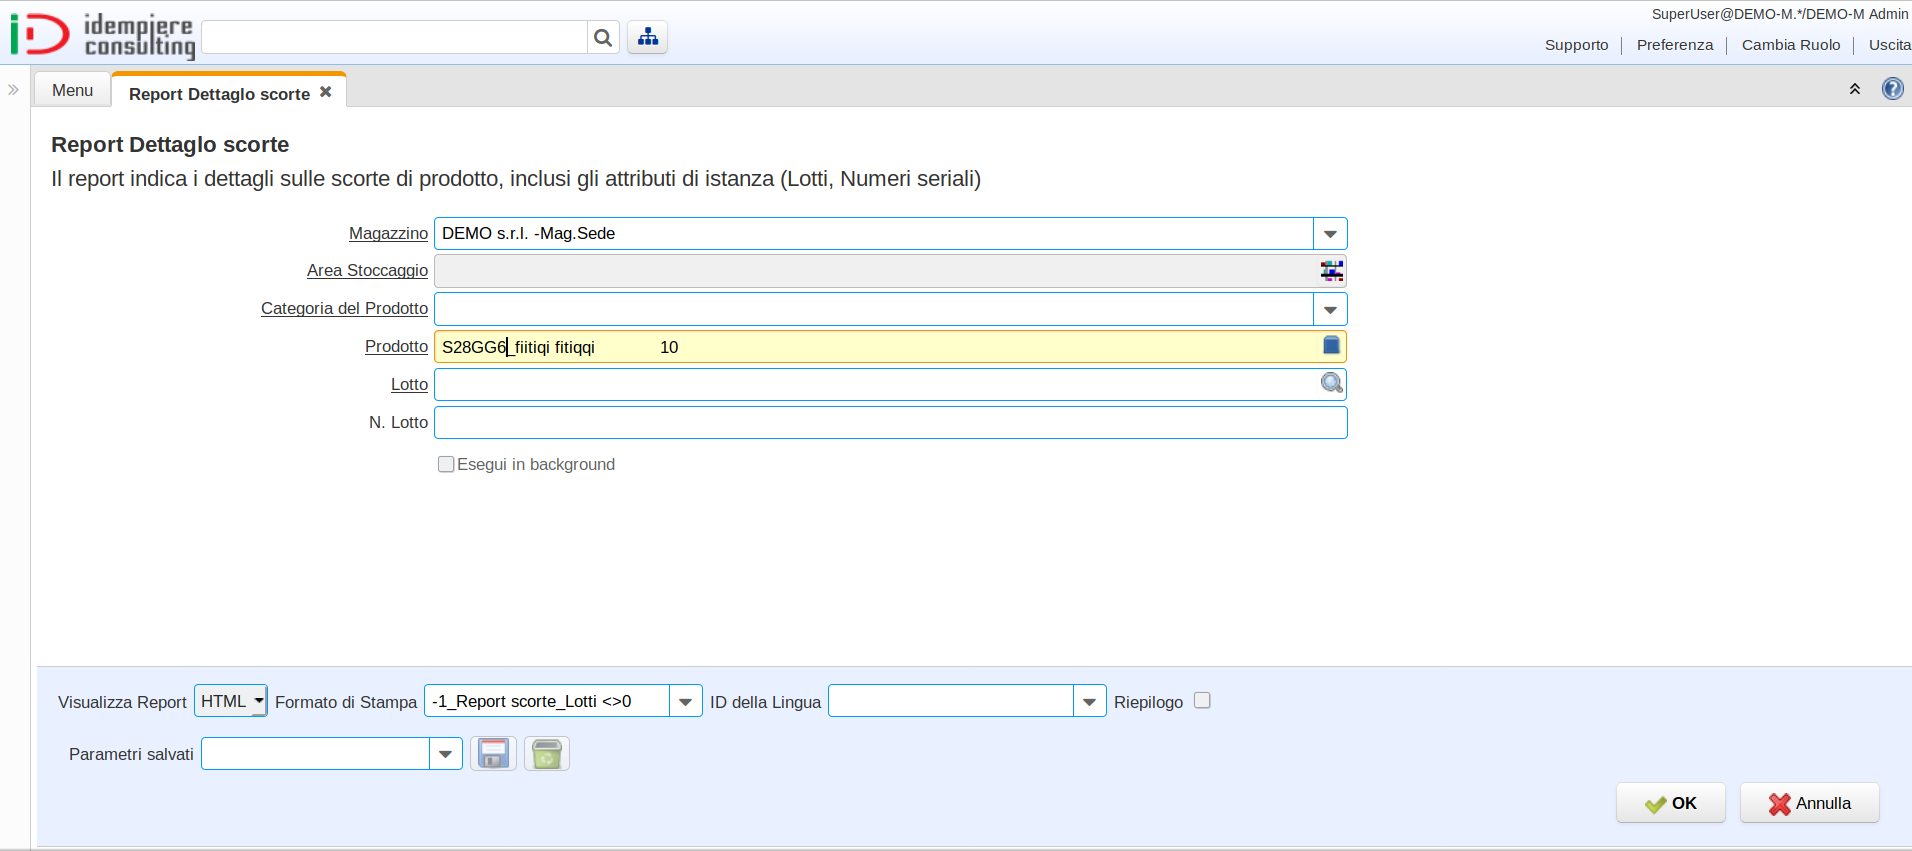 idempiere
consulting
SuperUser@DEMO-M.*/DEMO-M Admin
Supporto Preferenza Cambia Ruolo Uscita
Menu Report Dettaglo scorte
Report Dettaglo scorte
Il report indica i dettagli sulle scorte di prodotto, inclusi gli attributi di istanza (Lotti, Numeri seriali)
Magazzino DEMO s.r.l. -Mag.Sede
Area Stoccaggio
Categoria del Prodotto
Prodotto S28GG6_fiitiqi fitiqqi 10
Lotto
N. Lotto
Esegui in background
Visualizza Report HTML Formato di Stampa -1_Report scorte_Lotti <>0 ID della Lingua Riepilogo
Parametri salvati
OK Annulla